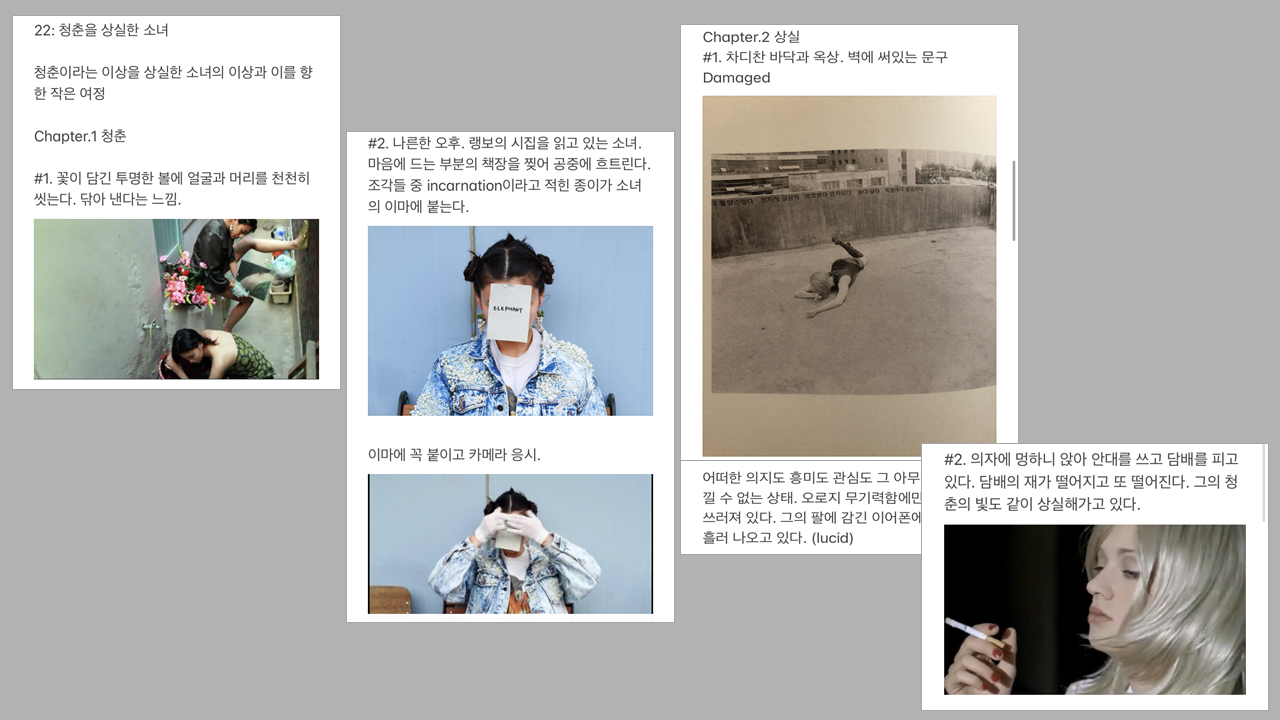 22: 청춘을 상실한 소녀
청춘이라는 이상을 상실한 소녀의 이상과 이를 향
한 작은 여정
Chapter.1 청춘
#1. 꽃이 담긴 투명한 볼에 얼굴과 머리를 천천히
씻는다. 닦아 낸다는 느낌.
#2. 나른한 오후. 랭보의 시집을 읽고 있는 소녀.
마음에 드는 부분의 책장을 찢어 공중에 흐트린다.
조각들 중 incarnation이라고 적힌 종이가 소녀
의 이마에 붙는다.
ELEPHANT
이마에 꼭 붙이고 카메라 응시.
Chapter.2 상실
#1. 차디찬 바닥과 옥상. 벽에 써있는 문구
Damaged
어떠한 의지도 흥미도 관심도 그 아무
낄 수 없는 상태. 오로지 무기력함에만
쓰러져 있다. 그의 팔에 감긴 이어폰에
흘러 나오고 있다. (lucid)
#2. 의자에 멍하니 앉아 안대를 쓰고 담배를 피고
있다. 담배의 재가 떨어지고 또 떨어진다. 그의 청
춘의 빛도 같이 상실해가고 있다.